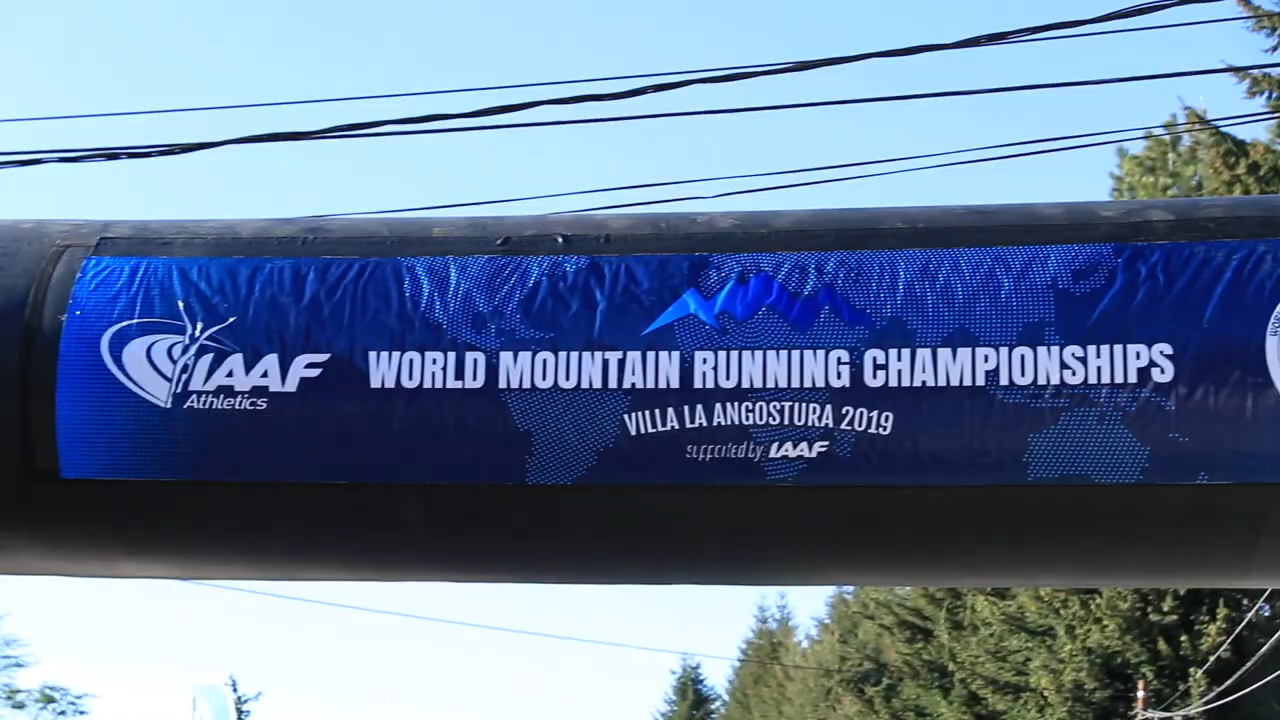 IAAF
Athletics
WORLD MOUNTAIN RUNNING CHAMPIONSHIPS
VILLA LA ANGOSTURA 2019
supported by: IAAF